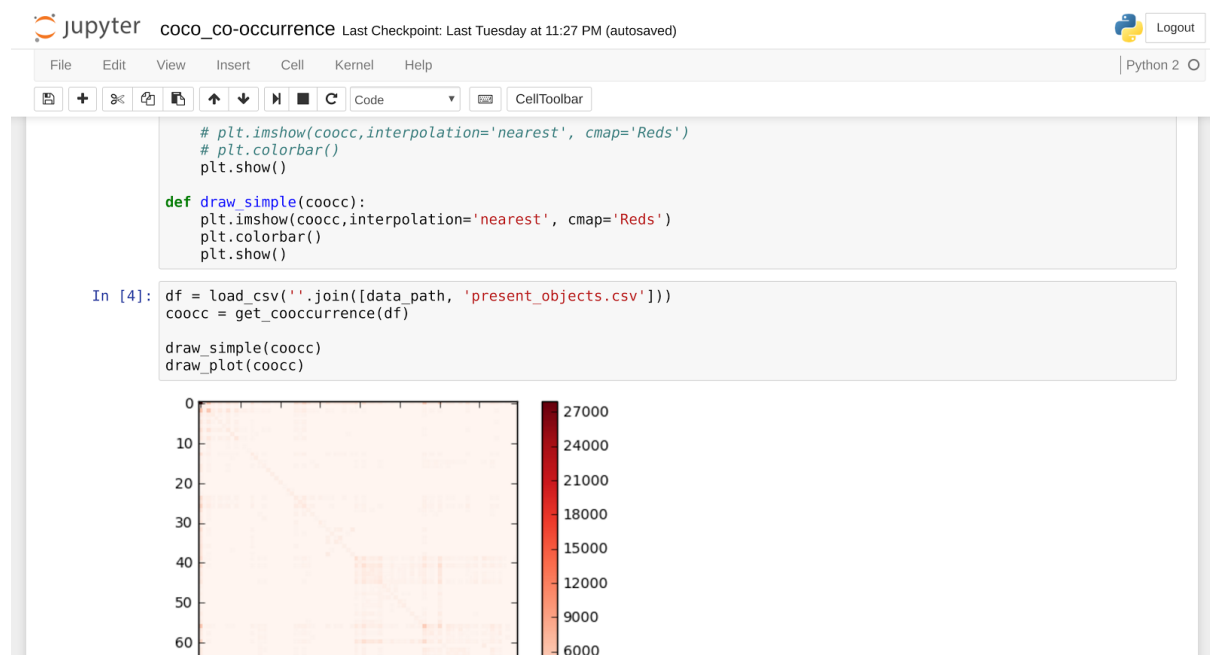 jupyter coco_co-occurrence Last Checkpoint: Last Tuesday at 11:27 PM (autosaved) Logout
File Edit View Insert Cell Kernel Help Python 2
Code CellToolbar
# plt.imshow(coocc,interpolation='nearest', cmap='Reds')
# plt.colorbar()
plt.show()
def draw_simple(coocc):
plt.imshow(coocc,interpolation='nearest', cmap='Reds')
plt.colorbar()
plt.show()
In [4]: df = load_csv(''.join([data_path, 'present_objects.csv']))
coocc = get_cooccurrence(df)
draw_simple(coocc)
draw_plot(coocc)
0 27000
10 24000
20 21000
30 18000
15000
40 12000
50 9000
60 6000